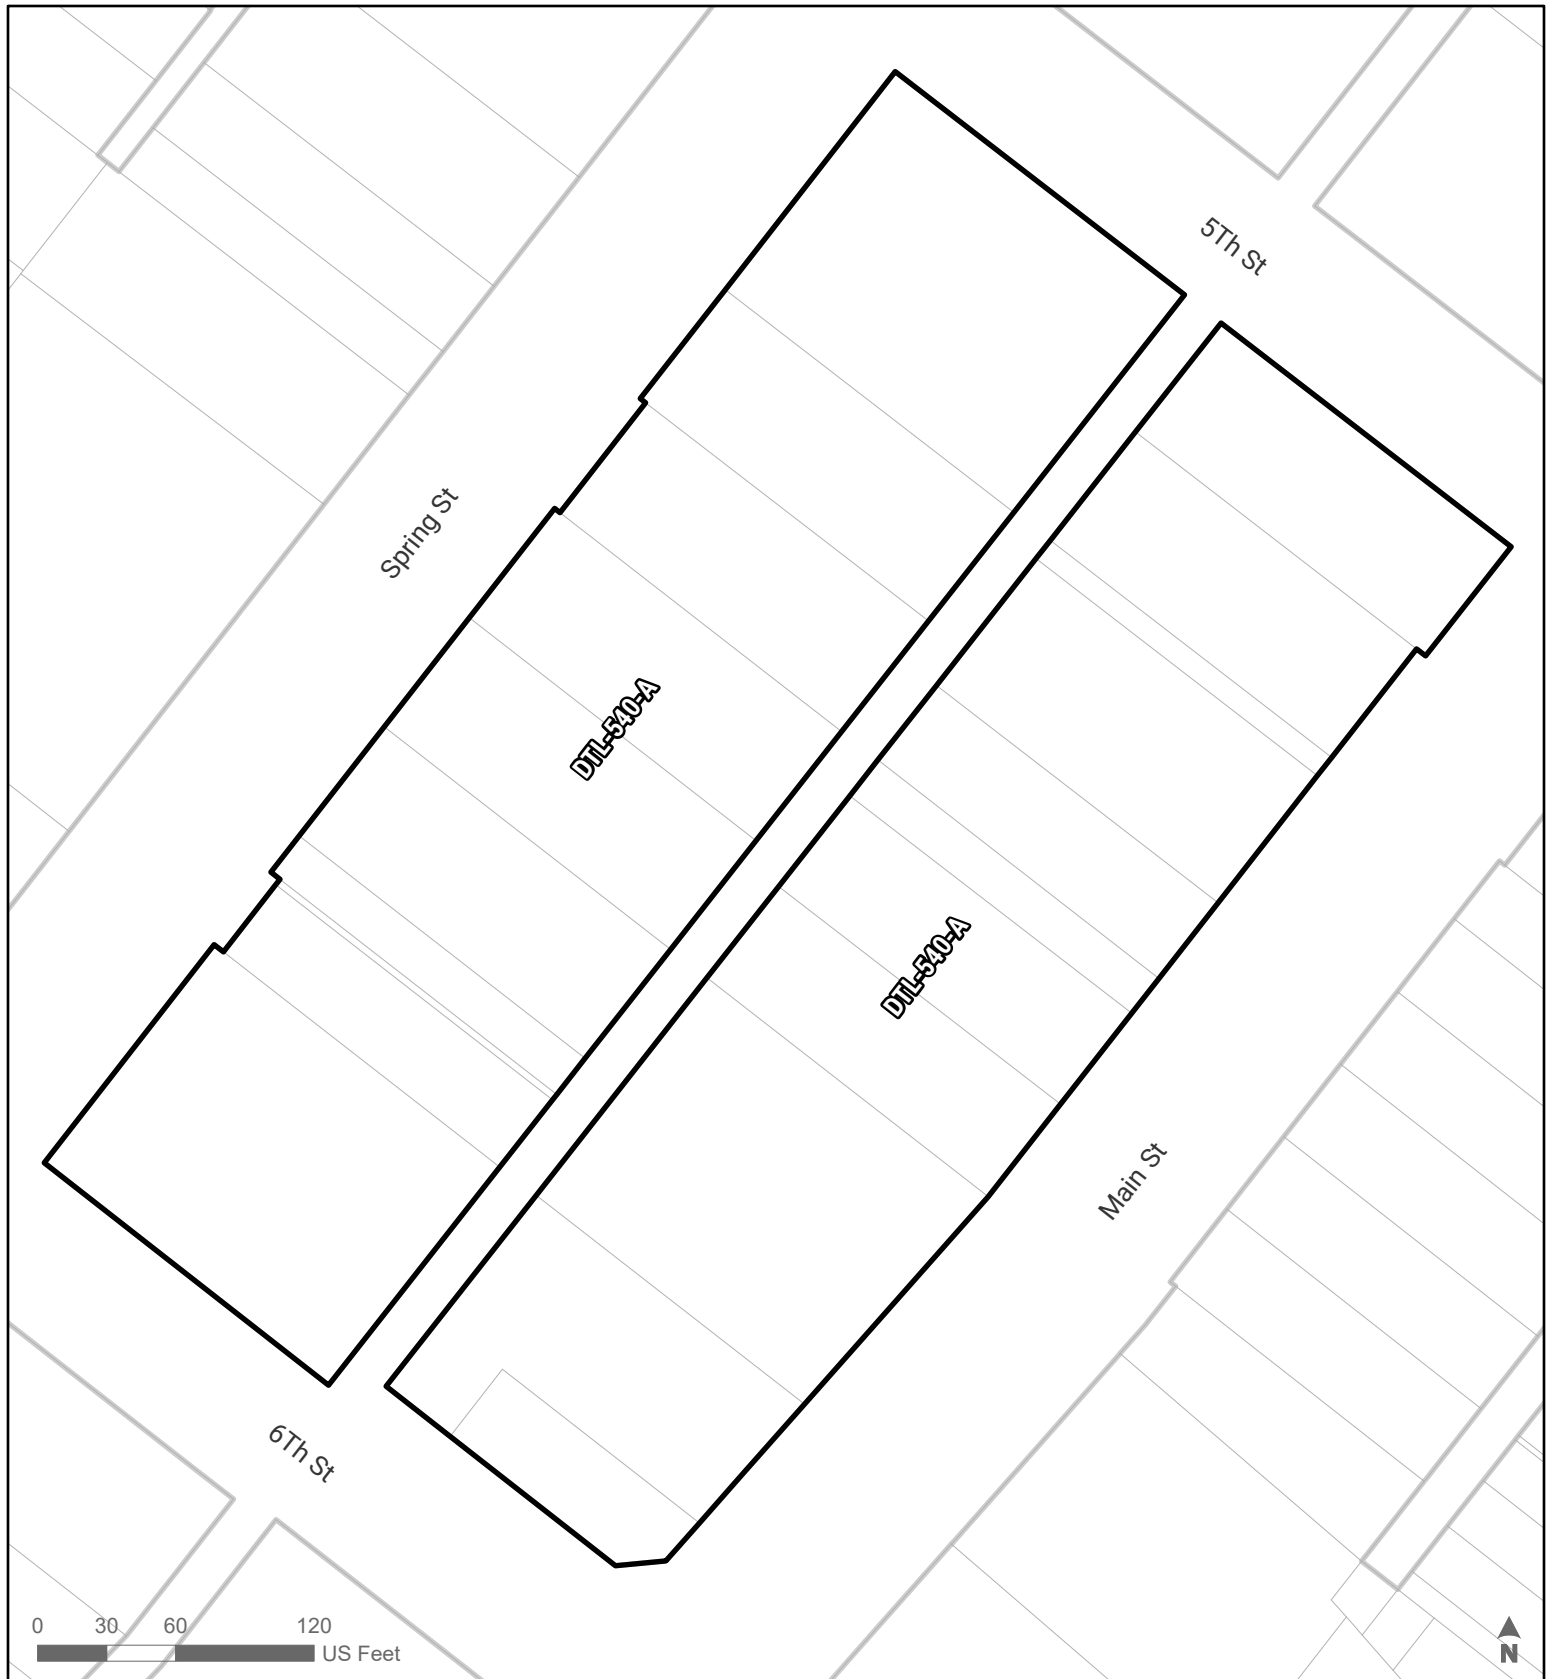 5Th St
Spring St
DTL-540-A
DTL-540-A
Main St
6Th St
0 30 60 120
US Feet
N